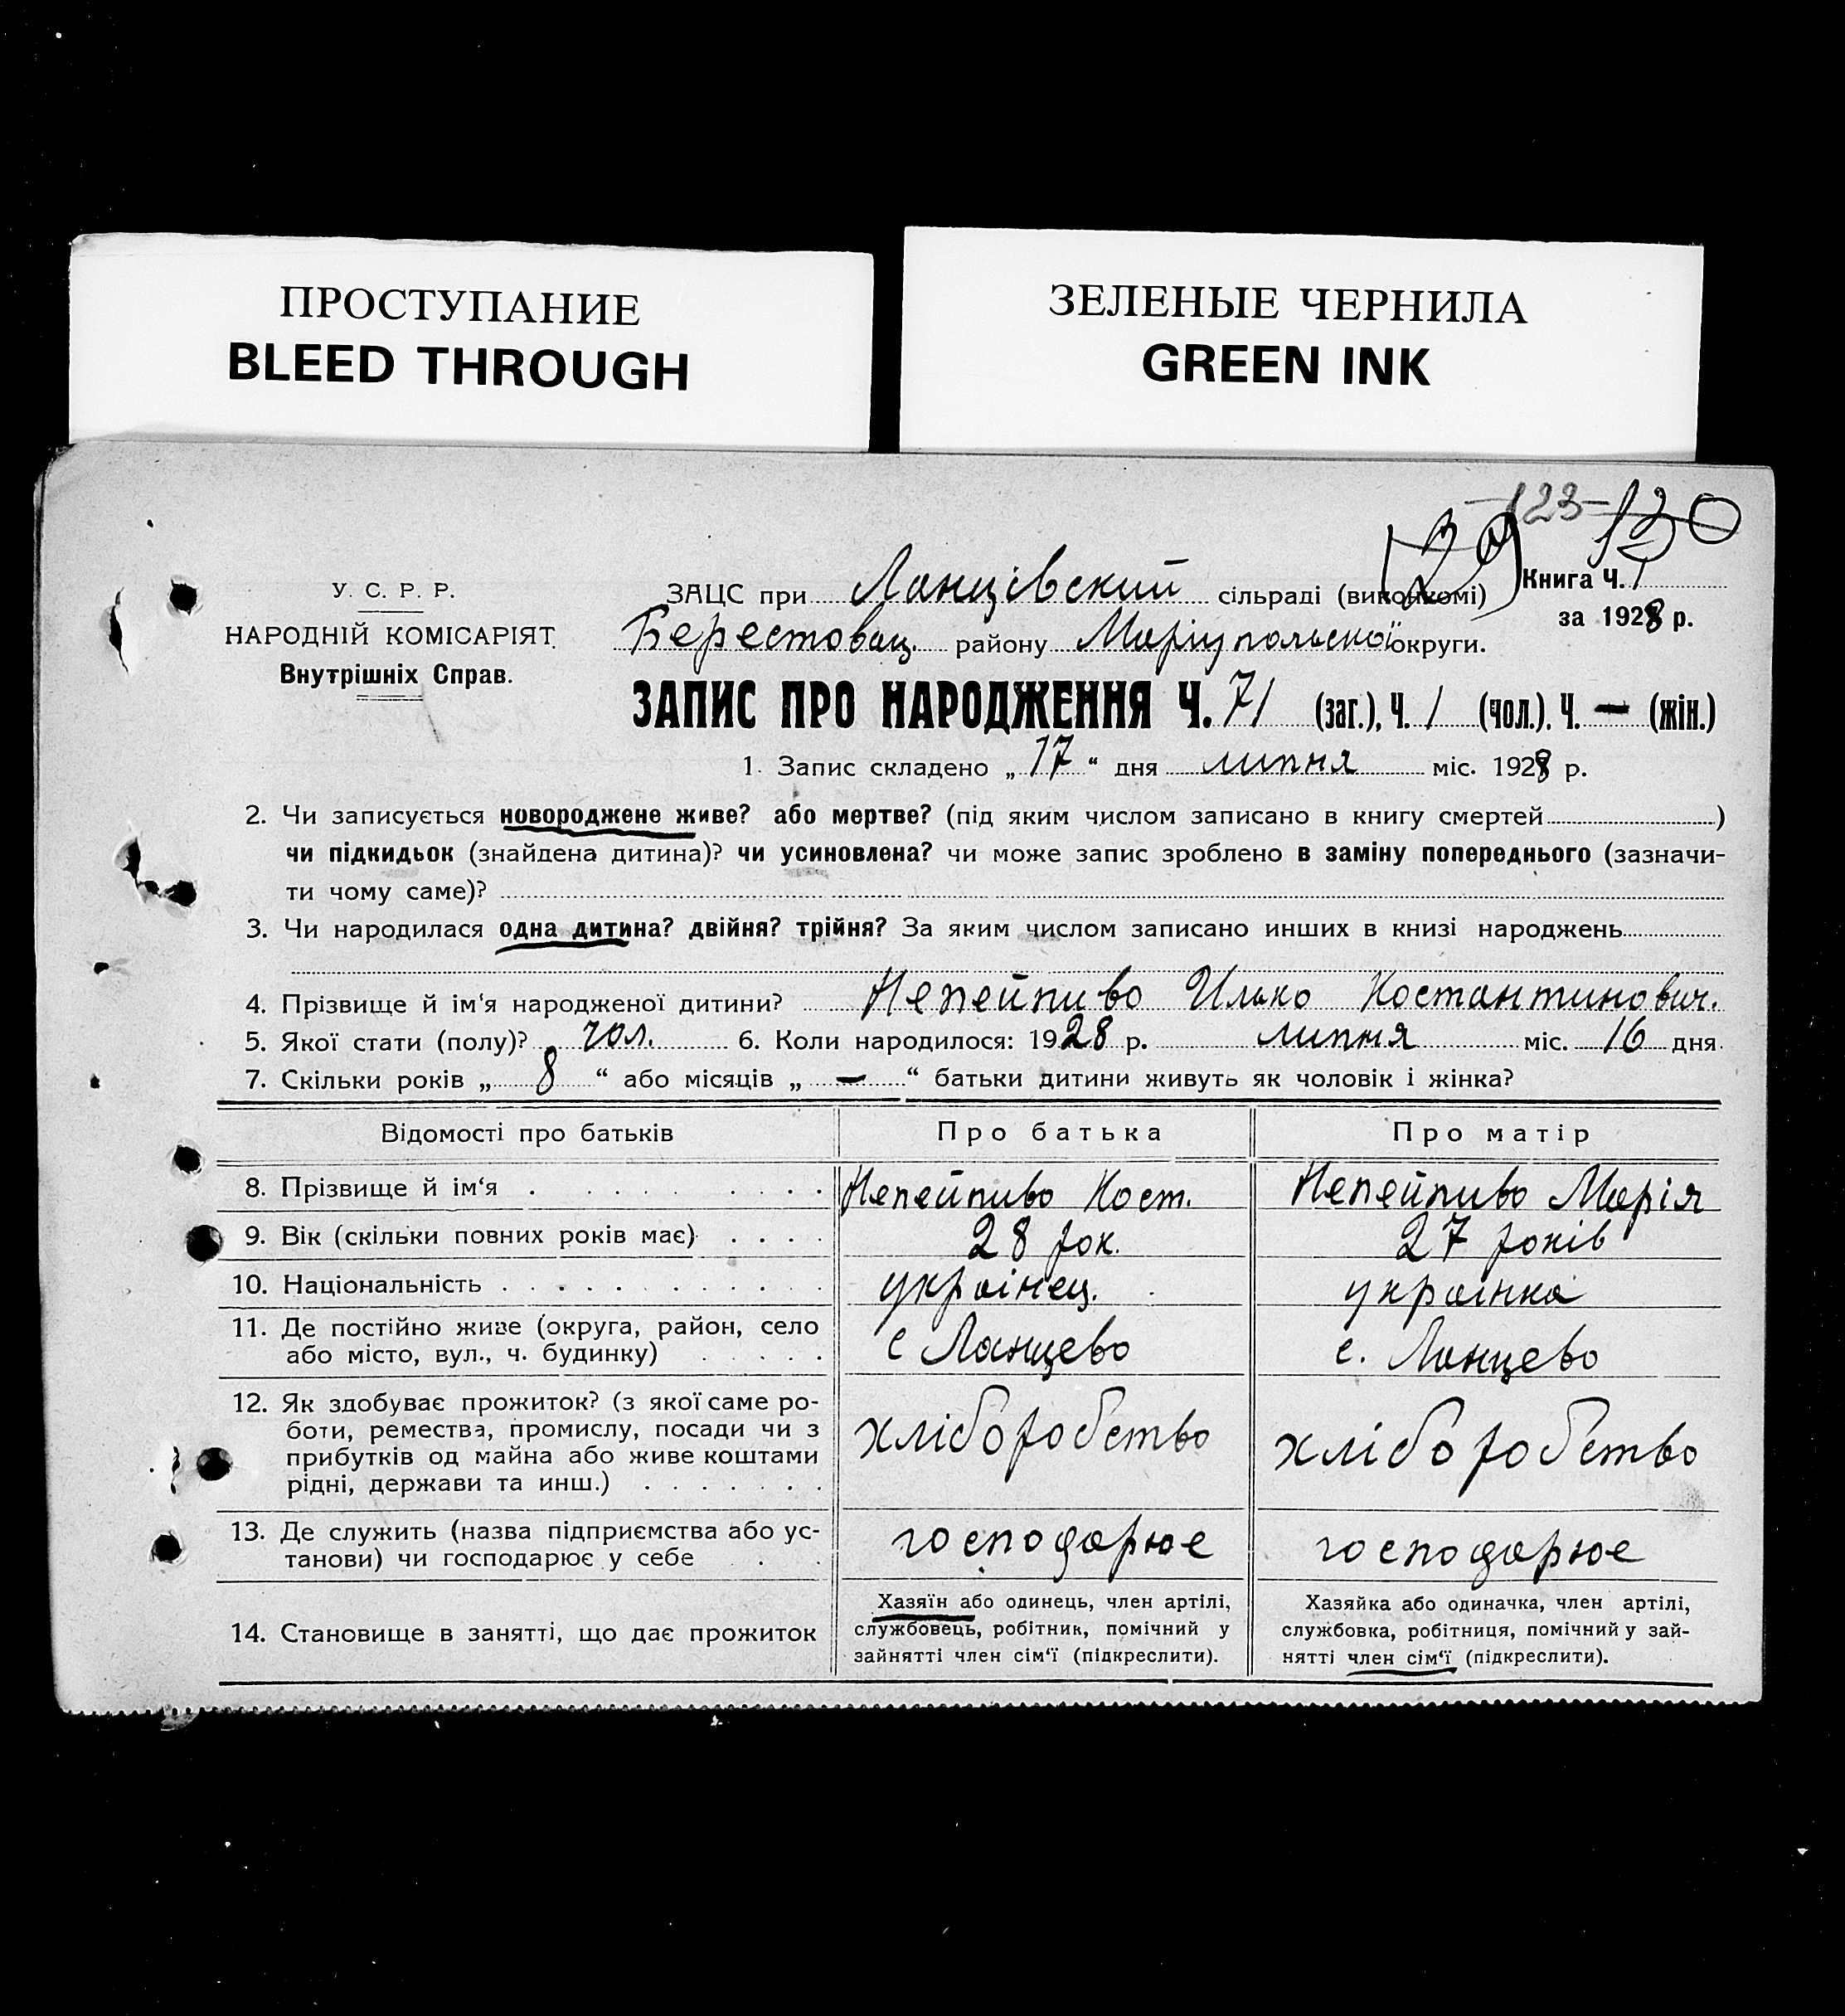 ПРОСТУПАНИЕ
BLEED THROUGH
ЗЕЛЕНЫЕ ЧЕРНИЛА
GREEN INK
-123- 130
129
У. С. Р. Р.
НАРОДНІЙ КОМІСАРІЯТ
Внутрішніх Справ.
ЗАЦС при Ланцівский сільраді (виконкомі)
Книга Ч. 1
за 1928 р.
Берестовац. району Маріупольскої округи.
ЗАПИС ПРО НАРОДЖЕННЯ Ч. 71 (заг.), Ч. 1 (чол.). Ч. — (жін.)
1. Запис складено „17“ дня липня міс. 1928 р.
2. Чи записується новороджене живе? або мертве? (під яким числом записано в книгу смертей)
чи підкидьок (знайдена дитина)? чи усиновлена? чи може запис зроблено в заміну попереднього (зазначи-
ти чому саме)?
3. Чи народилася одна дитина? двійня? трійня? За яким числом записано инших в книзі народжень
4. Прізвище й ім‘я народженої дитини? Непейпиво Илько Костантинович.
5. Якої стати (полу)? чол. 6. Коли народилося: 1928 р. липня міс. 16 дня.
7. Скільки років „8“ або місяців „—“ батьки дитини живуть як чоловік і жінка?
Відомості про батьків Про батька Про матір
8. Прізвище й ім‘я Непейпиво Кост. Непейпиво Марія
9. Вік (скільки повних років має) 28 рок. 27 років
10. Національність українец. українка
11. Де постійно живе (округа, район, село
або місто, вул., ч. будинку)
с Ланцево с. Ланцево
12. Як здобуває прожиток? (з якої саме ро-
боти, ремества, промислу, посади чи з
прибутків од майна або живе коштами
рідні, держави та инш.)
хліборобство хліборобство
13. Де служить (назва підприємства або ус-
танови) чи господарює у себе
господарюе господарюе
14. Становище в занятті, що дає прожиток
Хазяїн або одинець, член артілі,
службовець, робітник, помічний у
зайнятті член сім‘ї (підкреслити).
Хазяйка або одиначка, член артілі,
службовка, робітниця, помічний у зай-
нятті член сім‘ї (підкреслити).